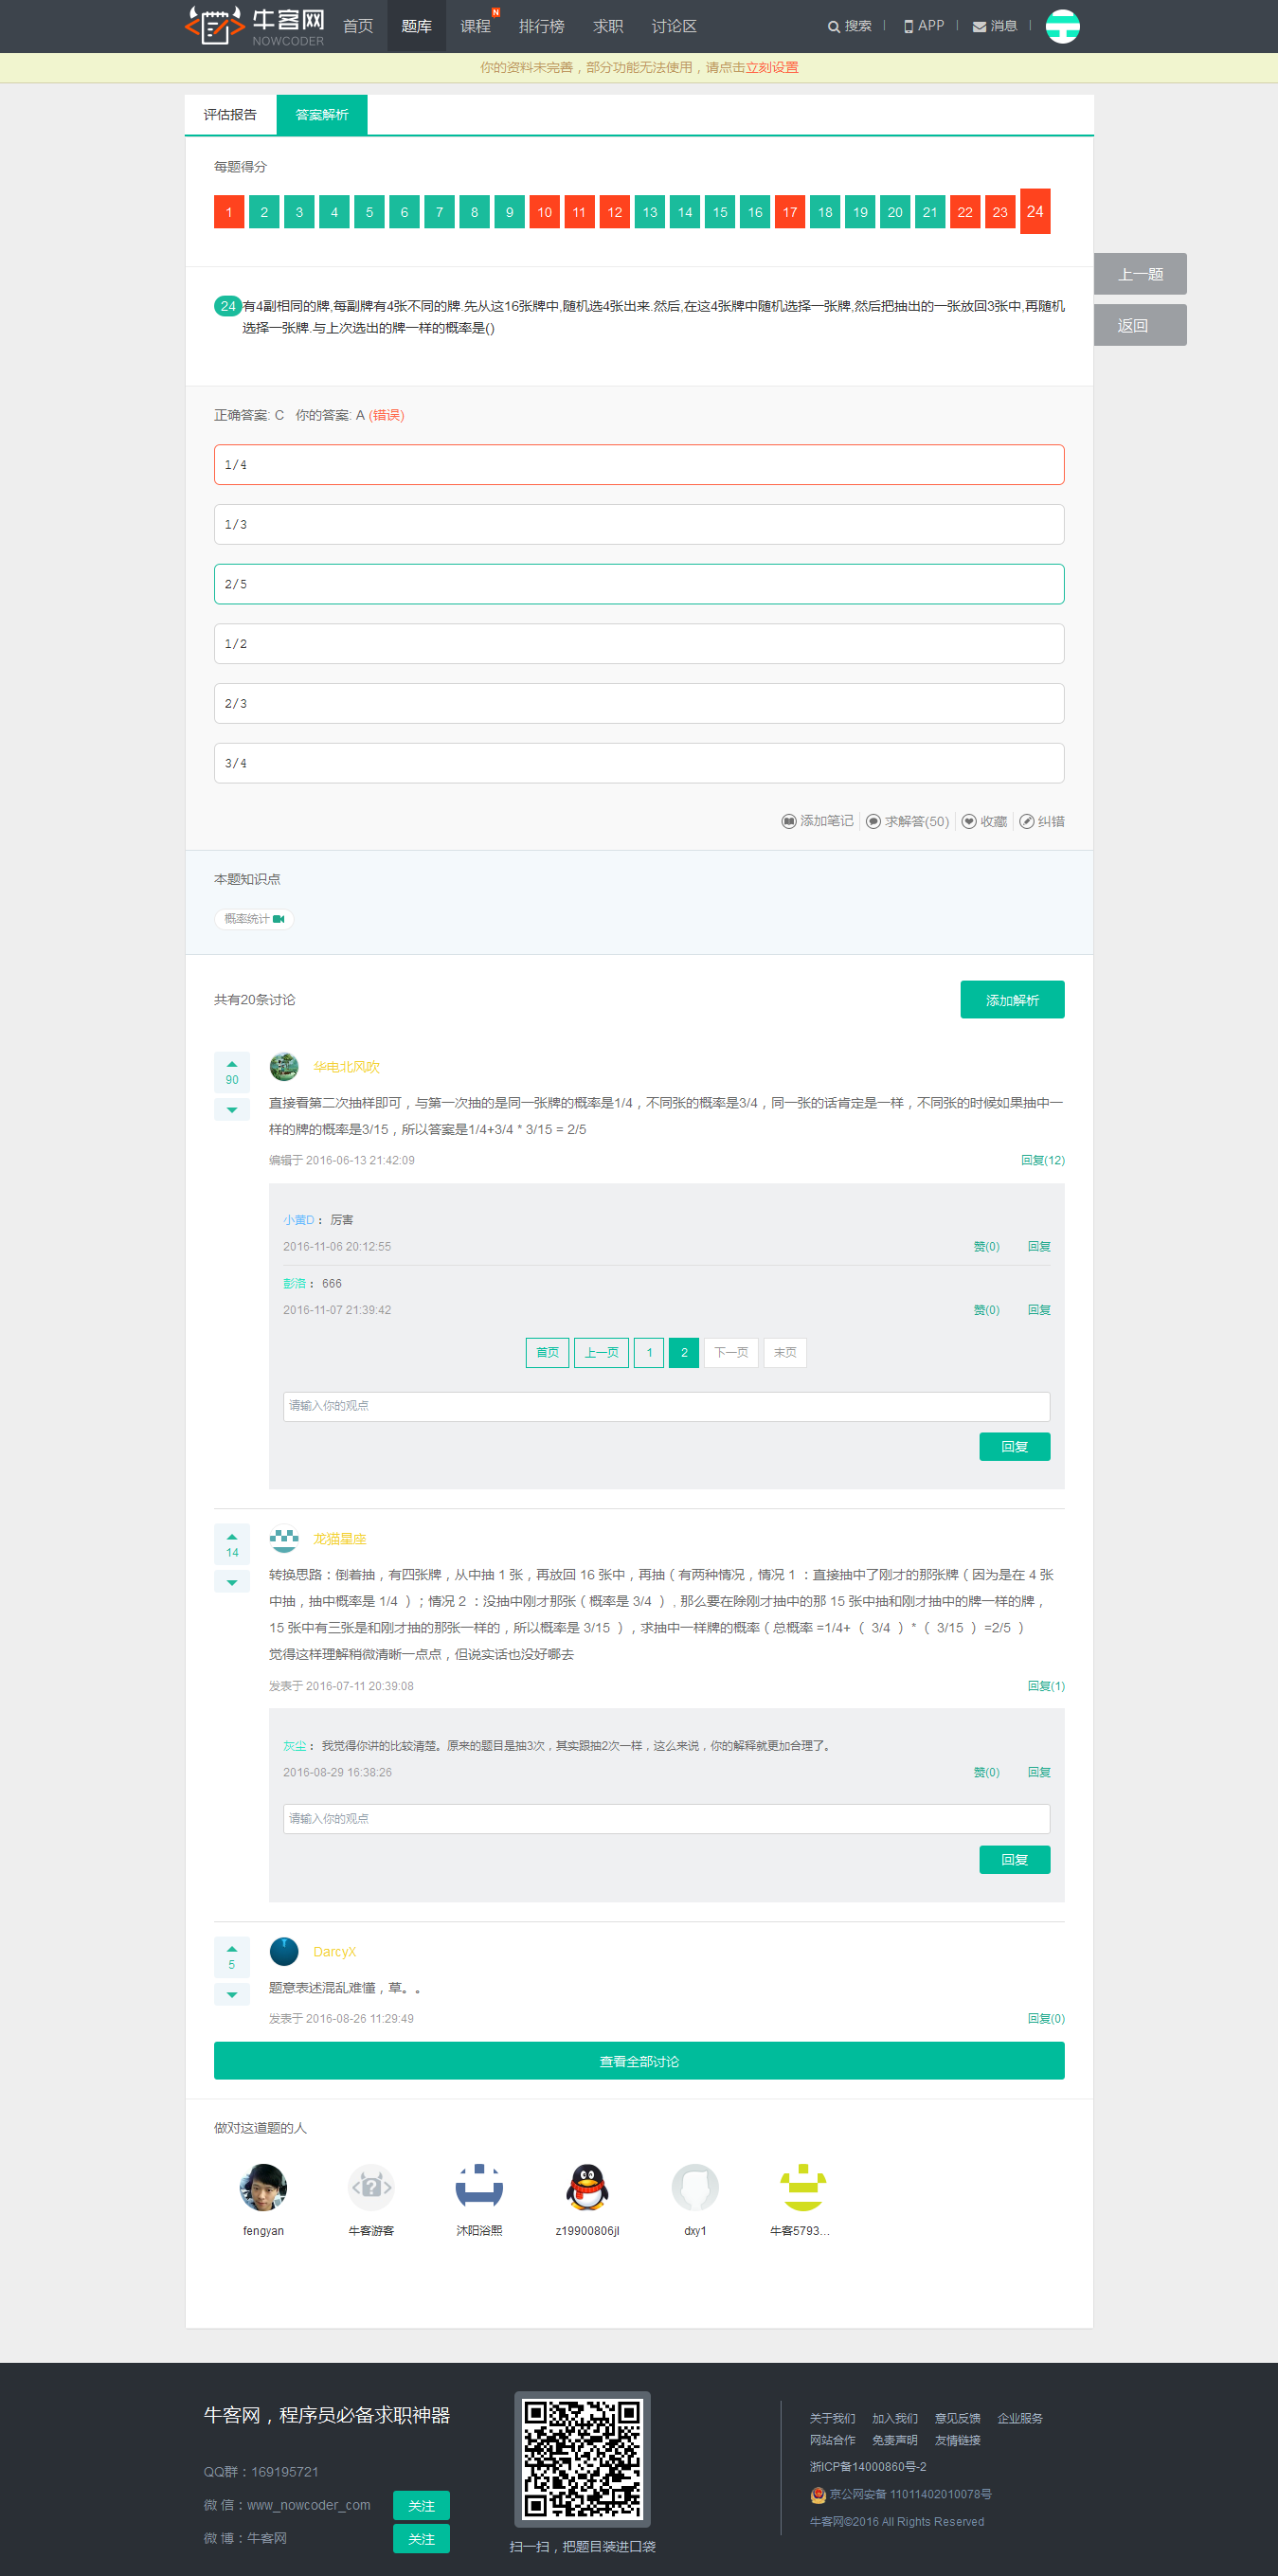 牛客网
NOWCODER
首页 题库 课程 N 排行榜 求职 讨论区 搜索 APP 消息
你的资料未完善，部分功能无法使用，请点击立刻设置
评估报告 答案解析
每题得分
1 2 3 4 5 6 7 8 9 10 11 12 13 14 15 16 17 18 19 20 21 22 23 24
上一题
返回
24 有4副相同的牌,每副牌有4张不同的牌.先从这16张牌中,随机选4张出来.然后,在这4张牌中随机选择一张牌,然后把抽出的一张放回3张中,再随机
选择一张牌.与上次选出的牌一样的概率是()
正确答案: C 你的答案: A (错误)
1/4
1/3
2/5
1/2
2/3
3/4
添加笔记 求解答(50) 收藏 纠错
本题知识点
概率统计
共有20条讨论 添加解析
90
华电北风吹
直接看第二次抽样即可，与第一次抽的是同一张牌的概率是1/4，不同张的概率是3/4，同一张的话肯定是一样，不同张的时候如果抽中一
样的牌的概率是3/15，所以答案是1/4+3/4 * 3/15 = 2/5
编辑于 2016-06-13 21:42:09 回复(12)
小黄D： 厉害
2016-11-06 20:12:55 赞(0) 回复
彭洛： 666
2016-11-07 21:39:42 赞(0) 回复
首页 上一页 1 2 下一页 末页
请输入你的观点
回复
14
龙猫星座
转换思路：倒着抽，有四张牌，从中抽 1 张，再放回 16 张中，再抽（有两种情况，情况 1 ：直接抽中了刚才的那张牌（因为是在 4 张
中抽，抽中概率是 1/4 ）；情况 2 ：没抽中刚才那张（概率是 3/4 ）, 那么要在除刚才抽中的那 15 张中抽和刚才抽中的牌一样的牌，
15 张中有三张是和刚才抽的那张一样的，所以概率是 3/15 ），求抽中一样牌的概率（总概率 =1/4+ （ 3/4 ）*（ 3/15 ）=2/5 ）
觉得这样理解稍微清晰一点点，但说实话也没好哪去
发表于 2016-07-11 20:39:08 回复(1)
灰尘： 我觉得你讲的比较清楚。原来的题目是抽3次，其实跟抽2次一样，这么来说，你的解释就更加合理了。
2016-08-29 16:38:26 赞(0) 回复
请输入你的观点
回复
5
DarcyX
题意表述混乱难懂，草。。
发表于 2016-08-26 11:29:49 回复(0)
查看全部讨论
做对这道题的人
fengyan 牛客游客 沐阳浴熙 z19900806jl dxy1 牛客5793...
牛客网，程序员必备求职神器
QQ群：169195721
微 信：www_nowcoder_com 关注
微 博：牛客网 关注
扫一扫，把题目装进口袋
关于我们 加入我们 意见反馈 企业服务
网站合作 免责声明 友情链接
浙ICP备14000860号-2
京公网安备 11011402010078号
牛客网©2016 All Rights Reserved